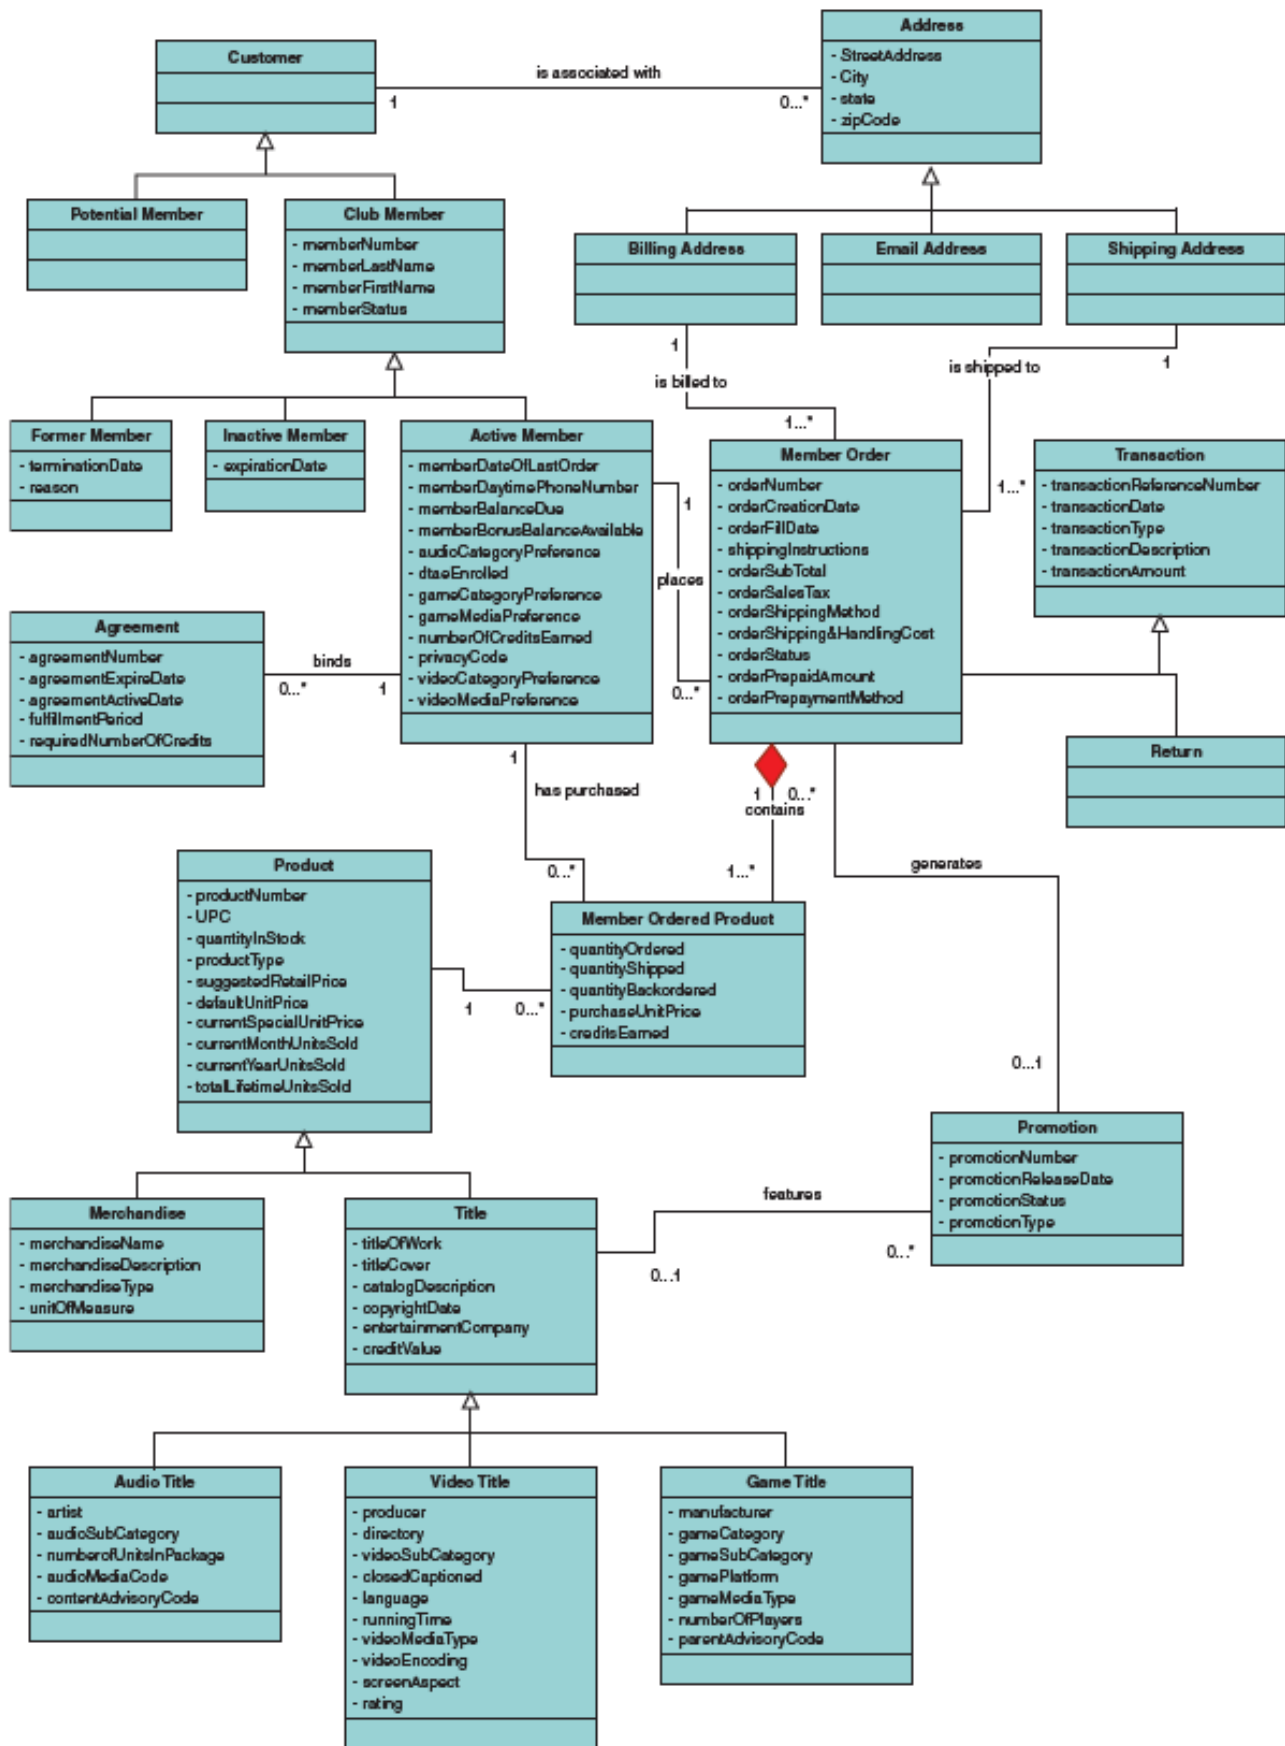 Customer
is associated with
1
0...*
Address
- StreetAddress
- City
- state
- zipCode
Potential Member
Club Member
- memberNumber
- memberLastName
- memberFirstName
- memberStatus
Billing Address
Email Address
Shipping Address
1
is billed to
1...*
is shipped to
1
1...*
Former Member
- terminationDate
- reason
Inactive Member
- expirationDate
Active Member
- memberDateOfLastOrder
- memberDaytimePhoneNumber
- memberBalanceDue
- memberBonusBalanceAvailable
- audioCategoryPreference
- dtaeEnrolled
- gameCategoryPreference
- gameMediaPreference
- numberOfCreditsEarned
- privacyCode
- videoCategoryPreference
- videoMediaPreference
1
places
0...*
Member Order
- orderNumber
- orderCreationDate
- orderFillDate
- shippingInstructions
- orderSubTotal
- orderSalesTax
- orderShippingMethod
- orderShipping&HandlingCost
- orderStatus
- orderPrepaidAmount
- orderPrepaymentMethod
Transaction
- transactionReferenceNumber
- transactionDate
- transactionType
- transactionDescription
- transactionAmount
Agreement
- agreementNumber
- agreementExpireDate
- agreementActiveDate
- fulfillmentPeriod
- requiredNumberOfCredits
binds
0...*
1
Return
1
has purchased
0...*
1
0...*
contains
1...*
generates
0...1
Product
- productNumber
- UPC
- quantityInStock
- productType
- suggestedRetailPrice
- defaultUnitPrice
- currentSpecialUnitPrice
- currentMonthUnitsSold
- currentYearUnitsSold
- totalLifetimeUnitsSold
1
0...*
Member Ordered Product
- quantityOrdered
- quantityShipped
- quantityBackordered
- purchaseUnitPrice
- creditsEarned
Promotion
- promotionNumber
- promotionReleaseDate
- promotionStatus
- promotionType
features
0...1
0...*
Merchandise
- merchandiseName
- merchandiseDescription
- merchandiseType
- unitOfMeasure
Title
- titleOfWork
- titleCover
- catalogDescription
- copyrightDate
- entertainmentCompany
- creditValue
Audio Title
- artist
- audioSubCategory
- numberofUnitsInPackage
- audioMediaCode
- contentAdvisoryCode
Video Title
- producer
- directory
- videoSubCategory
- closedCaptioned
- language
- runningTime
- videoMediaType
- videoEncoding
- screenAspect
- rating
Game Title
- manufacturer
- gameCategory
- gameSubCategory
- gamePlatform
- gameMediaType
- numberOfPlayers
- parentAdvisoryCode